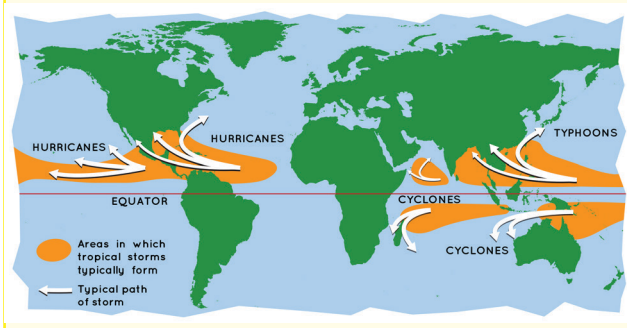 HURRICANES
HURRICANES
TYPHOONS
EQUATOR
CYCLONES
CYCLONES
Areas in which
tropical storms
typically form
Typical path
of storm